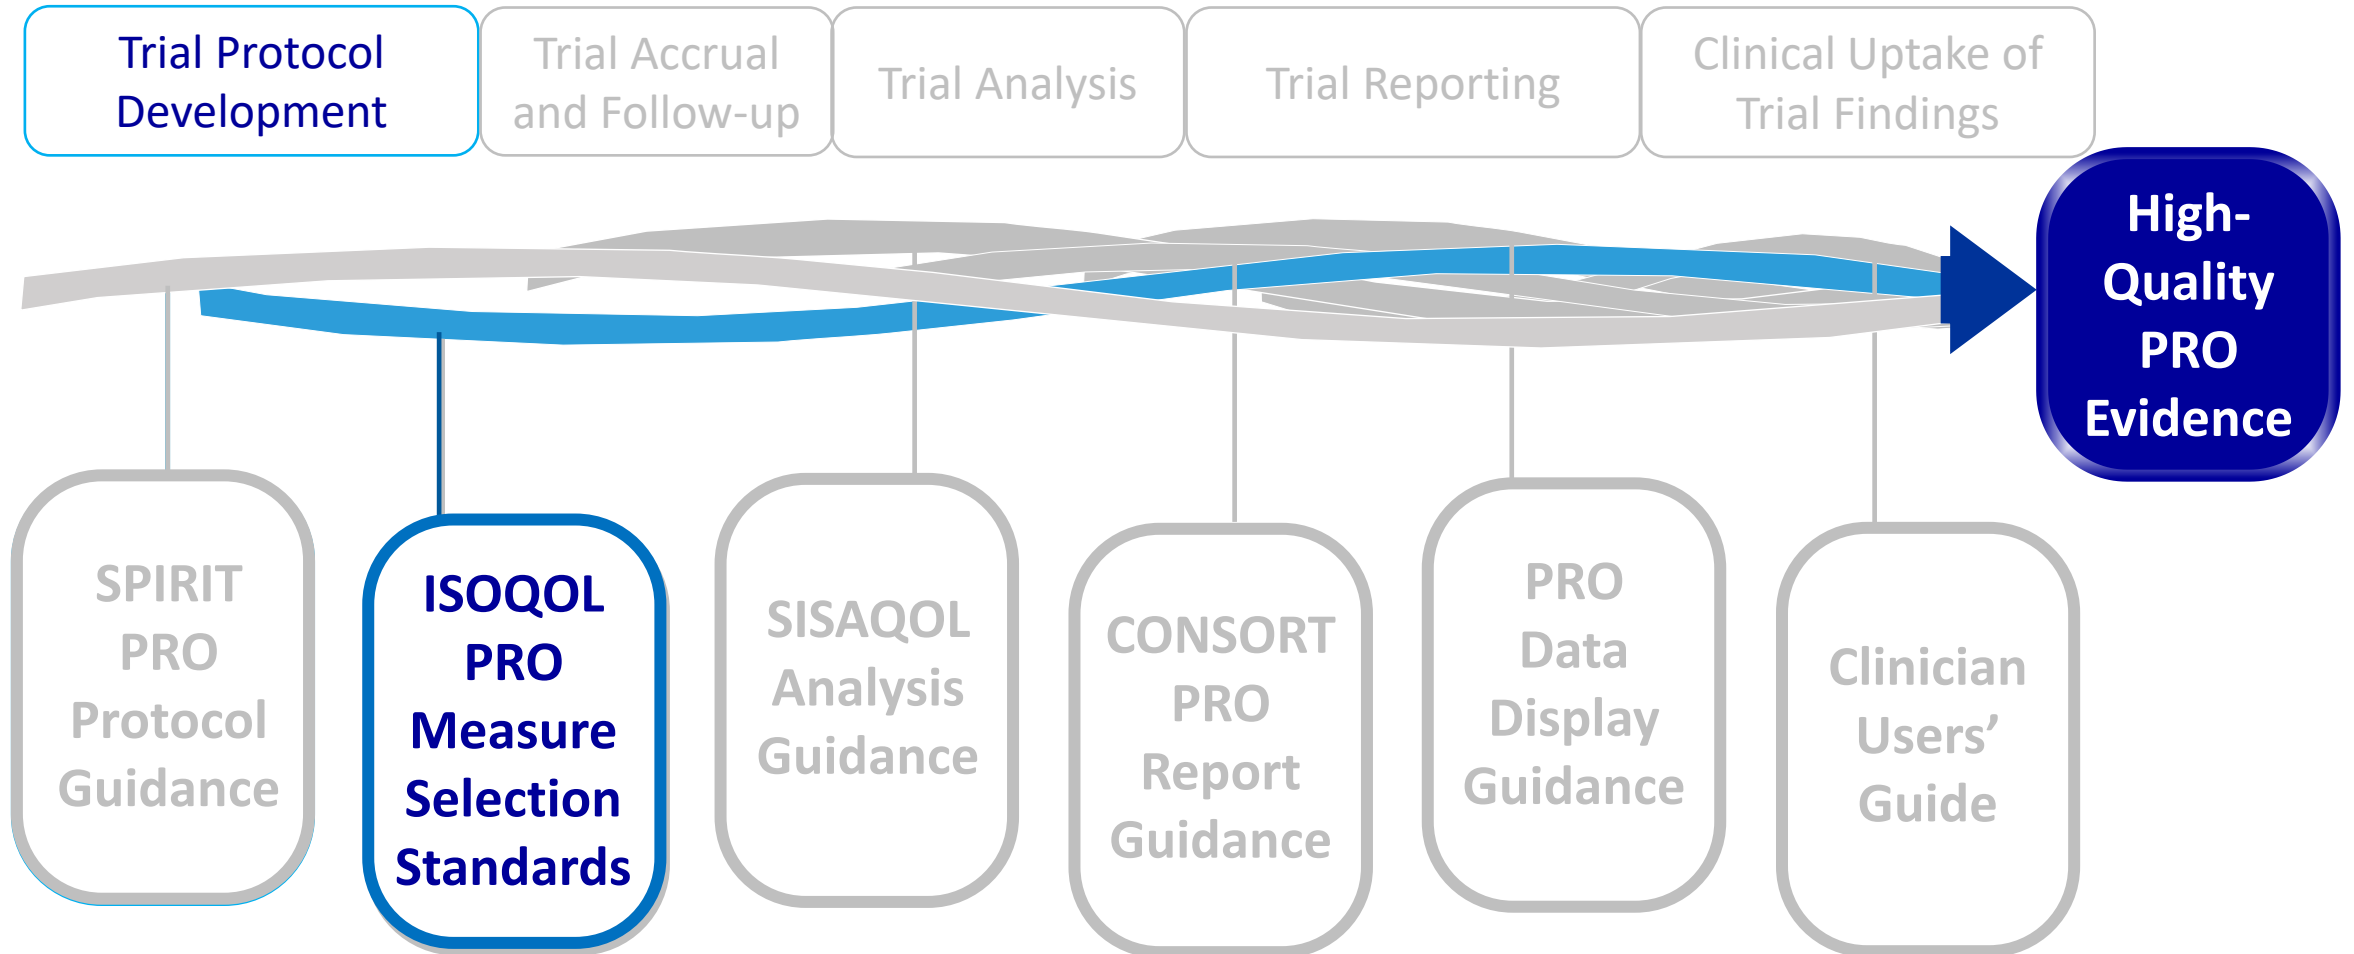 Trial Protocol
Development
Trial Accrual
and Follow-up
Trial Analysis
Trial Reporting
Clinical Uptake of
Trial Findings
High-
Quality
PRO
Evidence
SPIRIT
PRO
Protocol
Guidance
ISOQOL
PRO
Measure
Selection
Standards
SISAQOL
Analysis
Guidance
CONSORT
PRO
Report
Guidance
PRO
Data
Display
Guidance
Clinician
Users’
Guide